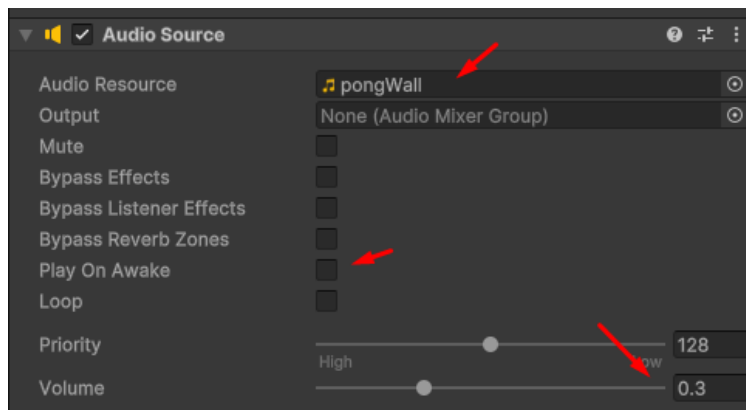 Audio Source
Audio Resource pongWall
Output None (Audio Mixer Group)
Mute
Bypass Effects
Bypass Listener Effects
Bypass Reverb Zones
Play On Awake
Loop
Priority 128
High Low
Volume 0.3